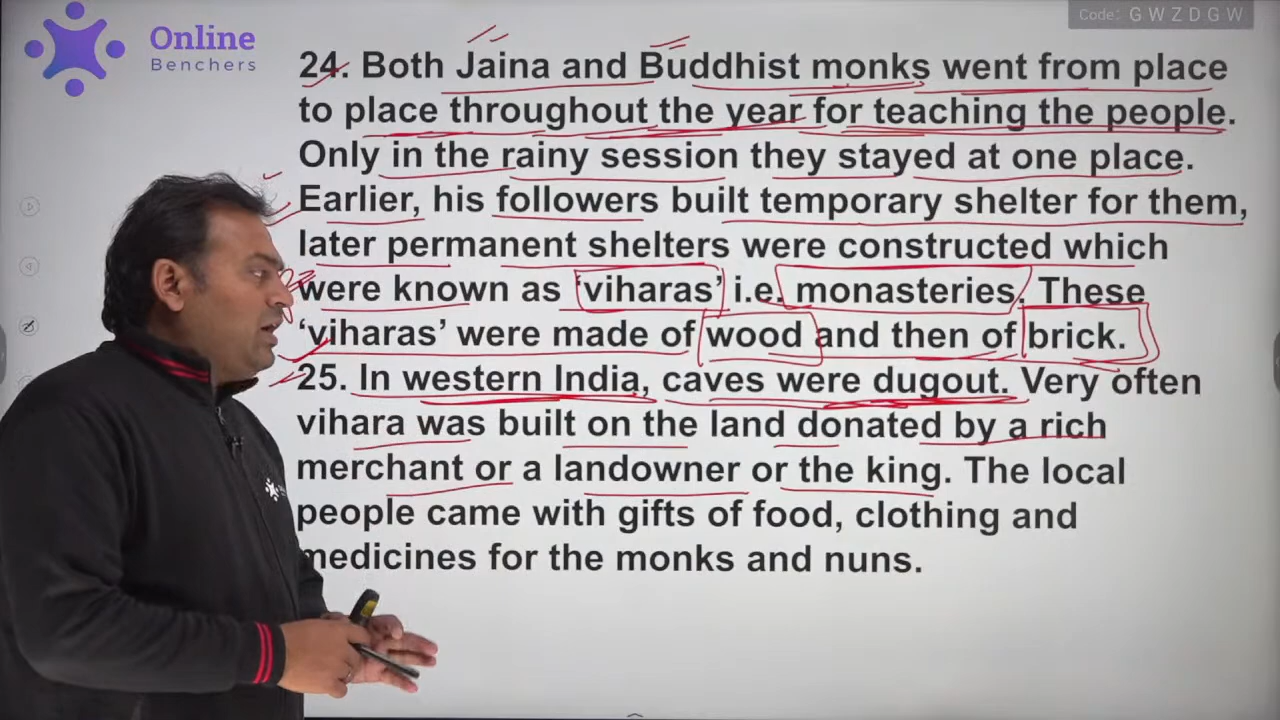 Code: GWZDGW
Online
Benchers
24. Both Jaina and Buddhist monks went from place
to place throughout the year for teaching the people.
Only in the rainy session they stayed at one place.
Earlier, his followers built temporary shelter for them,
later permanent shelters were constructed which
were known as ‘viharas’ i.e. monasteries. These
‘viharas’ were made of wood and then of brick.
25. In western India, caves were dugout. Very often
vihara was built on the land donated by a rich
merchant or a landowner or the king. The local
people came with gifts of food, clothing and
medicines for the monks and nuns.